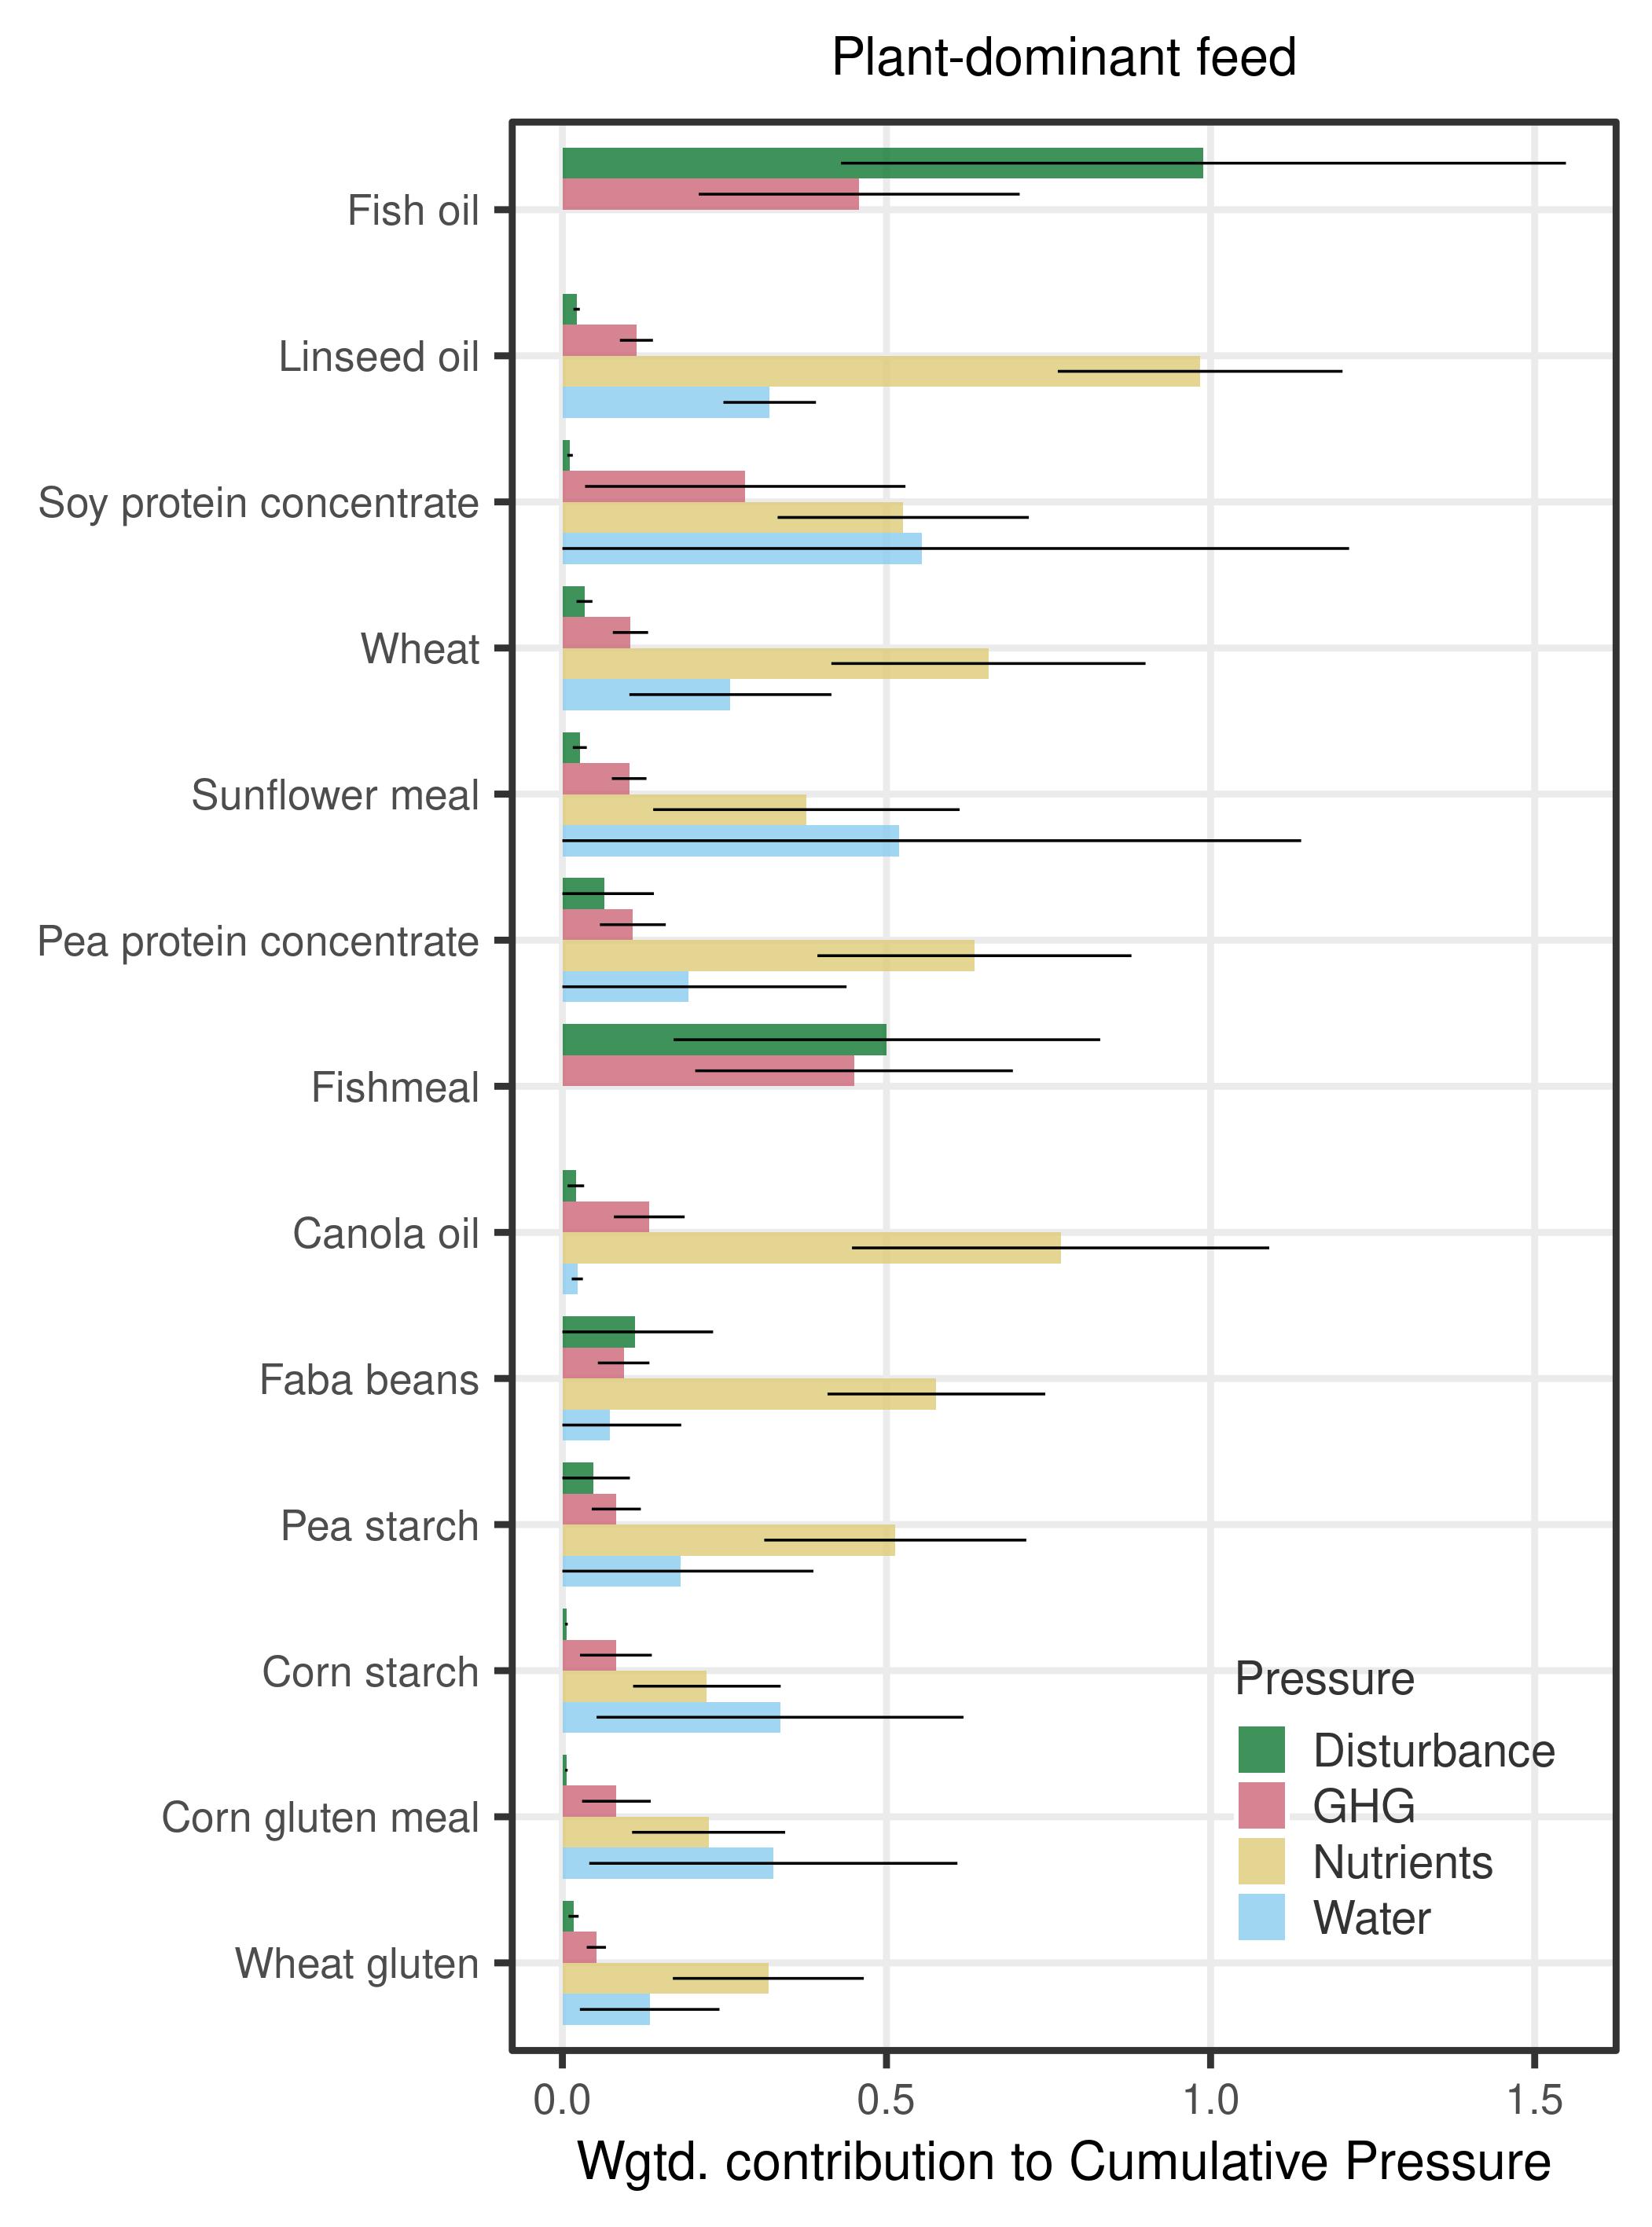 Plant-dominant feed
Fish oil
Linseed oil
Soy protein concentrate
Wheat
Sunflower meal
Pea protein concentrate
Fishmeal
Canola oil
Faba beans
Pea starch
Corn starch
Corn gluten meal
Wheat gluten
Pressure
Disturbance
GHG
Nutrients
Water
0.0 0.5 1.0 1.5
Wgtd. contribution to Cumulative Pressure